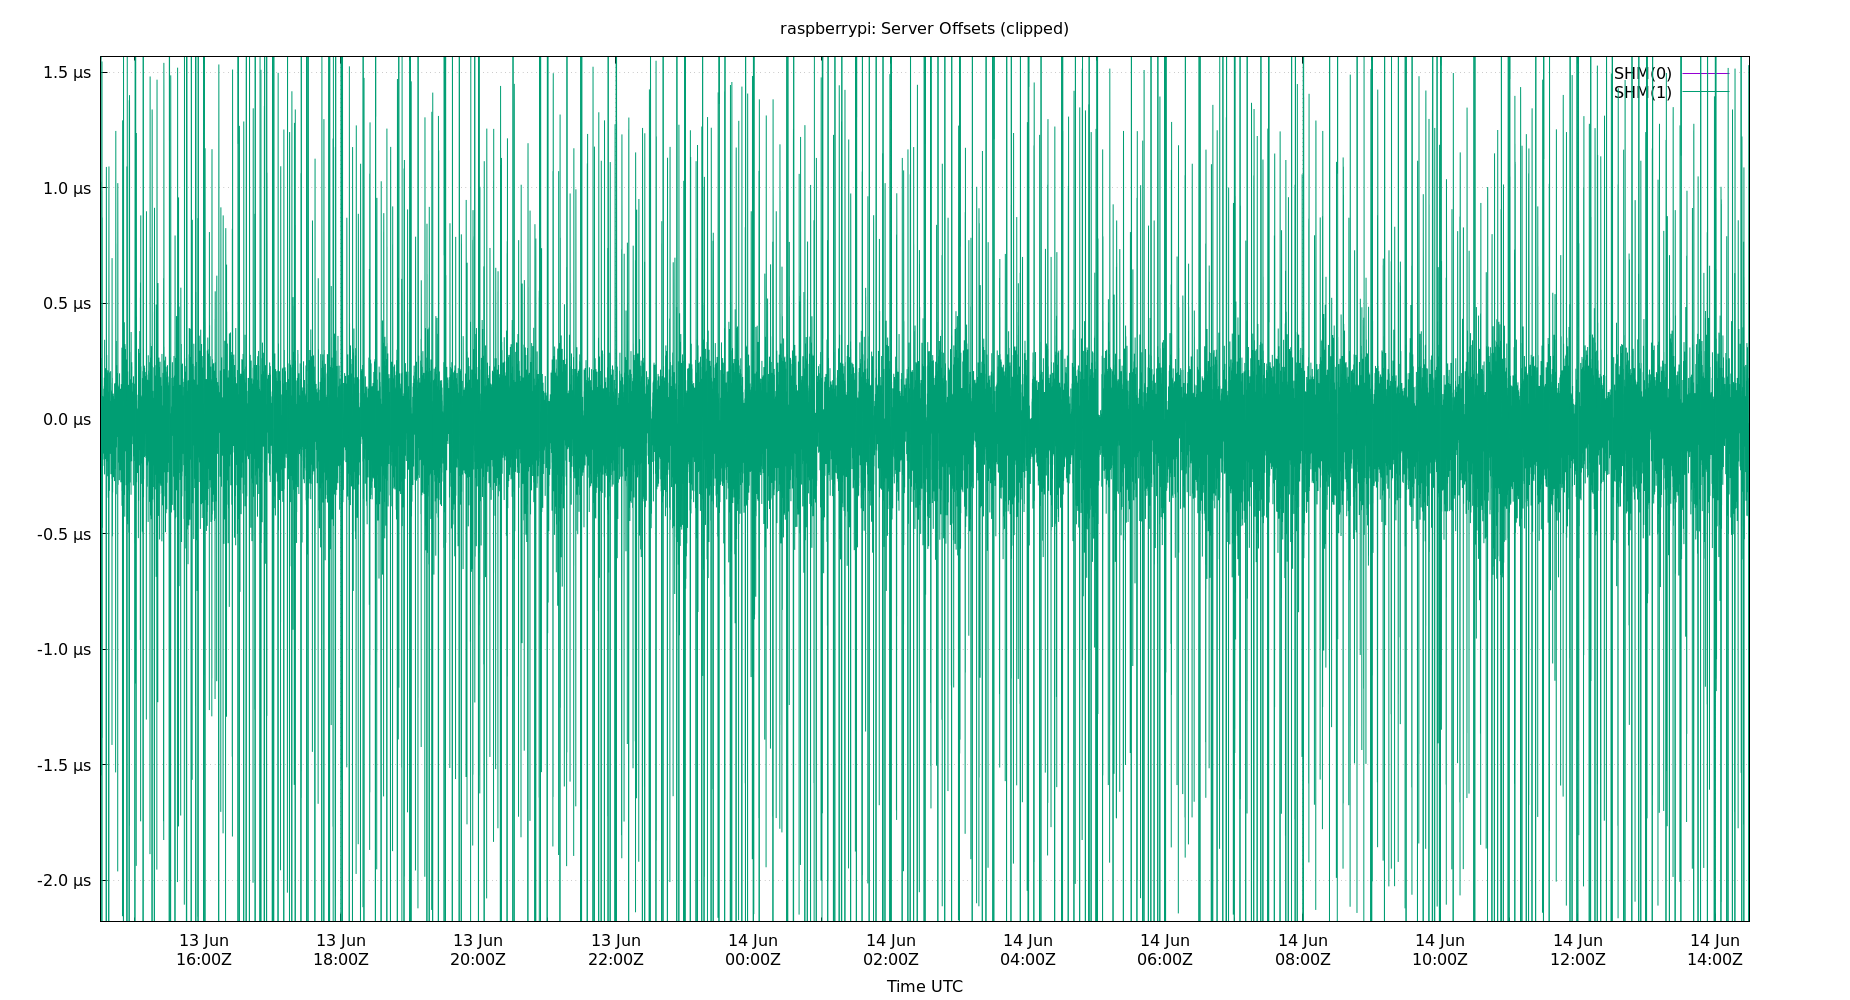 raspberrypi: Server Offsets (clipped)
SHM(0)
SHM(1)
1.5 µs
1.0 µs
0.5 µs
0.0 µs
-0.5 µs
-1.0 µs
-1.5 µs
-2.0 µs
13 Jun 13 Jun 13 Jun 13 Jun 14 Jun 14 Jun 14 Jun 14 Jun 14 Jun 14 Jun 14 Jun 14 Jun
16:00Z 18:00Z 20:00Z 22:00Z 00:00Z 02:00Z 04:00Z 06:00Z 08:00Z 10:00Z 12:00Z 14:00Z
Time UTC